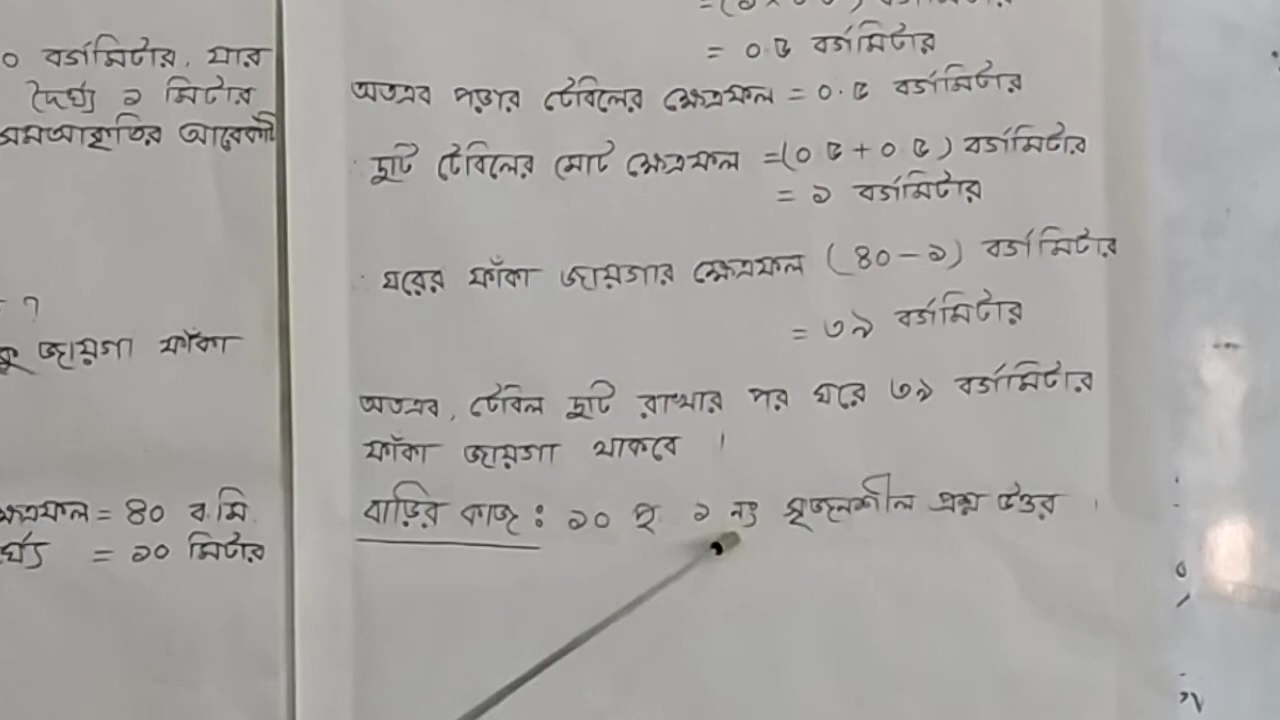 ০ বর্গমিটার, যার
দৈর্ঘ্য ১ মিটার
সমআকৃতির আরেকটি
?
জায়গা ফাঁকা
ক্ষেত্রফল = ৪০ ব.মি.
= ১০ মিটার
= ০.৫ বর্গমিটার
অতএব পড়ার টেবিলের ক্ষেত্রফল = ০.৫ বর্গমিটার
দুটি টেবিলের মোট ক্ষেত্রফল =(০.৫ + ০.৫) বর্গমিটার
= ১ বর্গমিটার
ঘরের ফাঁকা জায়গার ক্ষেত্রফল (৪০ – ১) বর্গমিটার
= ৩৯ বর্গমিটার
অতএব, টেবিল দুটি রাখার পর ঘরে ৩৯ বর্গমিটার
ফাঁকা জায়গা থাকবে ।
বাড়ির কাজ : ১০ পৃ. ১ নং সৃজনশীল প্রশ্ন উত্তর ।